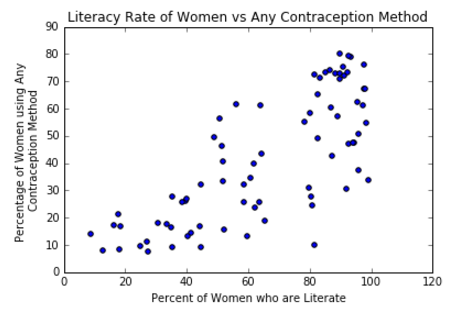 Literacy Rate of Women vs Any Contraception Method
90
80
70
60
50
40
30
20
10
0
Percentage of Women using Any
Contraception Method
0 20 40 60 80 100 120
Percent of Women who are Literate